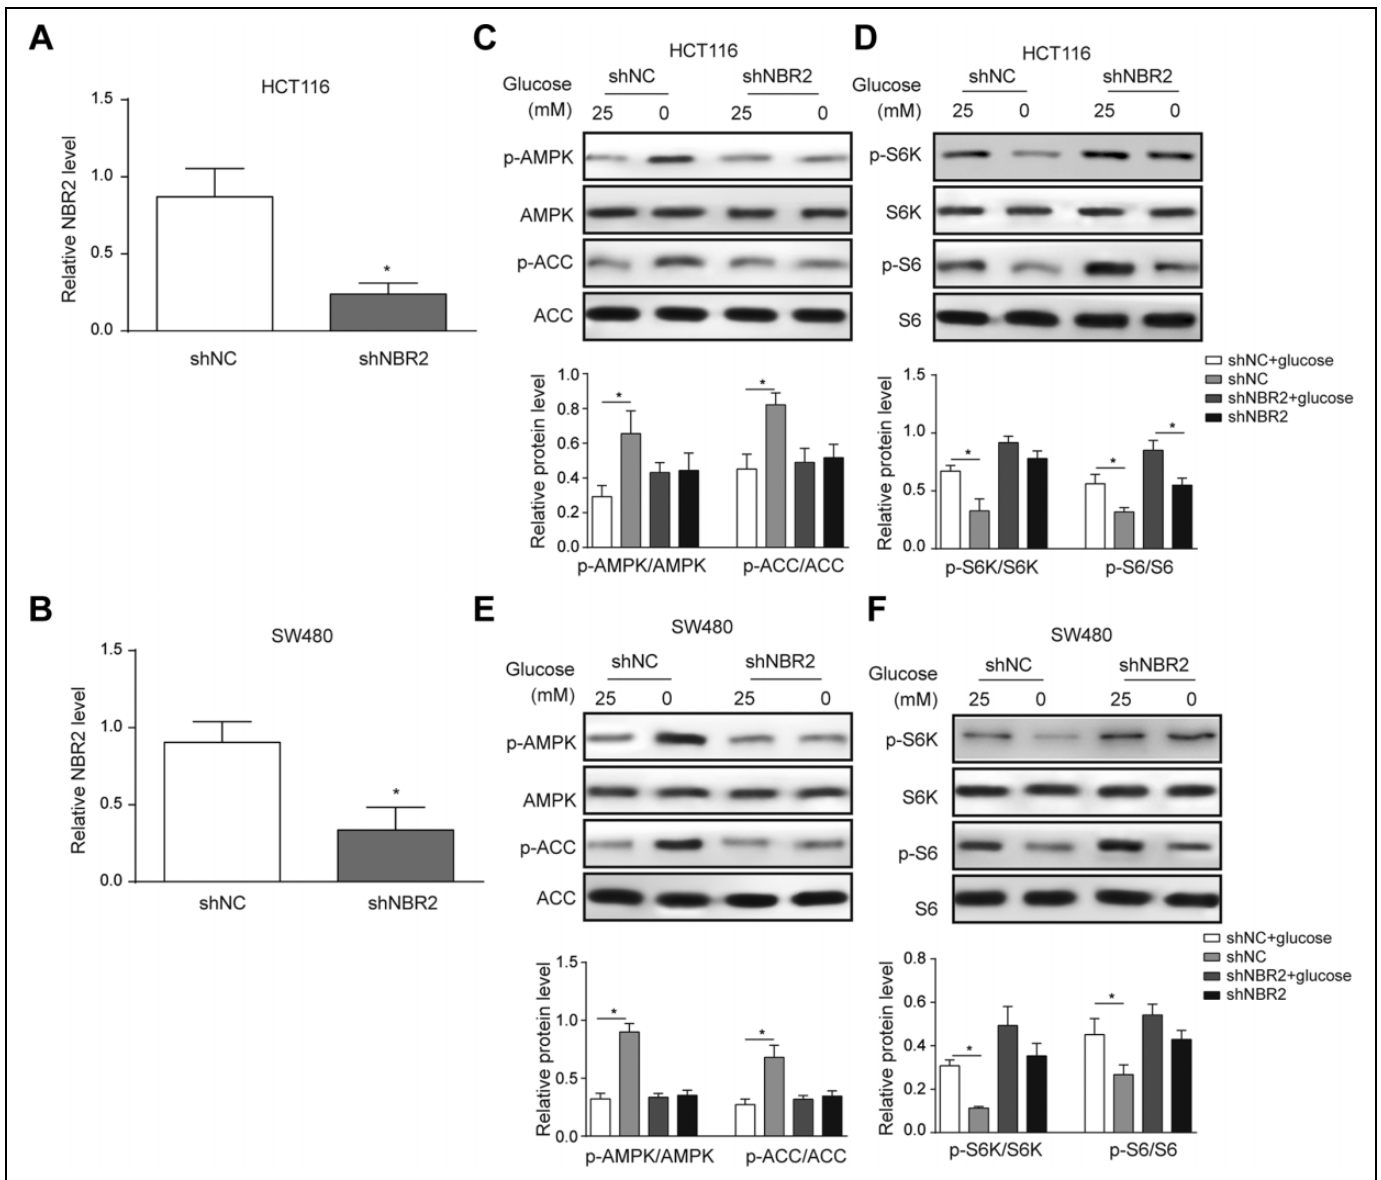 A
HCT116
Relative NBR2 level
1.5
1.0
0.5
0.0
*
shNC
shNBR2
C
HCT116
Glucose
(mM)
shNC
shNBR2
25
0
25
0
p-AMPK
AMPK
p-ACC
ACC
Relative protein level
1.0
0.8
0.6
0.4
0.2
0.0
*
*
p-AMPK/AMPK
p-ACC/ACC
D
HCT116
Glucose
(mM)
shNC
shNBR2
25
0
25
0
p-S6K
S6K
p-S6
S6
shNC+glucose
shNC
shNBR2+glucose
shNBR2
Relative protein level
1.5
1.0
0.5
0.0
*
*
*
p-S6K/S6K
p-S6/S6
B
SW480
Relative NBR2 level
1.5
1.0
0.5
0.0
*
shNC
shNBR2
E
SW480
Glucose
(mM)
shNC
shNBR2
25
0
25
0
p-AMPK
AMPK
p-ACC
ACC
Relative protein level
1.5
1.0
0.5
0.0
*
*
p-AMPK/AMPK
p-ACC/ACC
F
SW480
Glucose
(mM)
shNC
shNBR2
25
0
25
0
p-S6K
S6K
p-S6
S6
shNC+glucose
shNC
shNBR2+glucose
shNBR2
Relative protein level
0.8
0.6
0.4
0.2
0.0
*
*
p-S6K/S6K
p-S6/S6